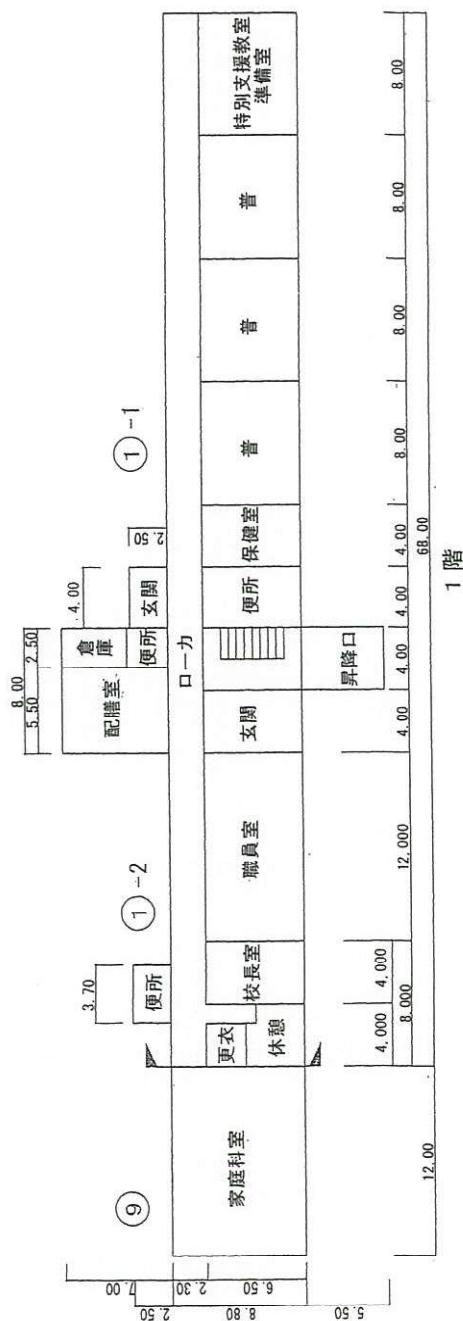 ①-1
①-2
⑨
8.00
5.50
2.50
4.00
2.50
3.70
配膳室
倉庫
便所
玄関
便所
ローカ
家庭科室
更衣
休憩
校長室
職員室
玄関
昇降口
便所
保健室
普
普
普
特別支援教室
準備室
7.00
2.50
2.30
8.80
6.50
5.50
12.00
4,000
4,000
8,000
12,000
4.00
4.00
4.00
4.00
8.00
8.00
8.00
8.00
68.00
1階